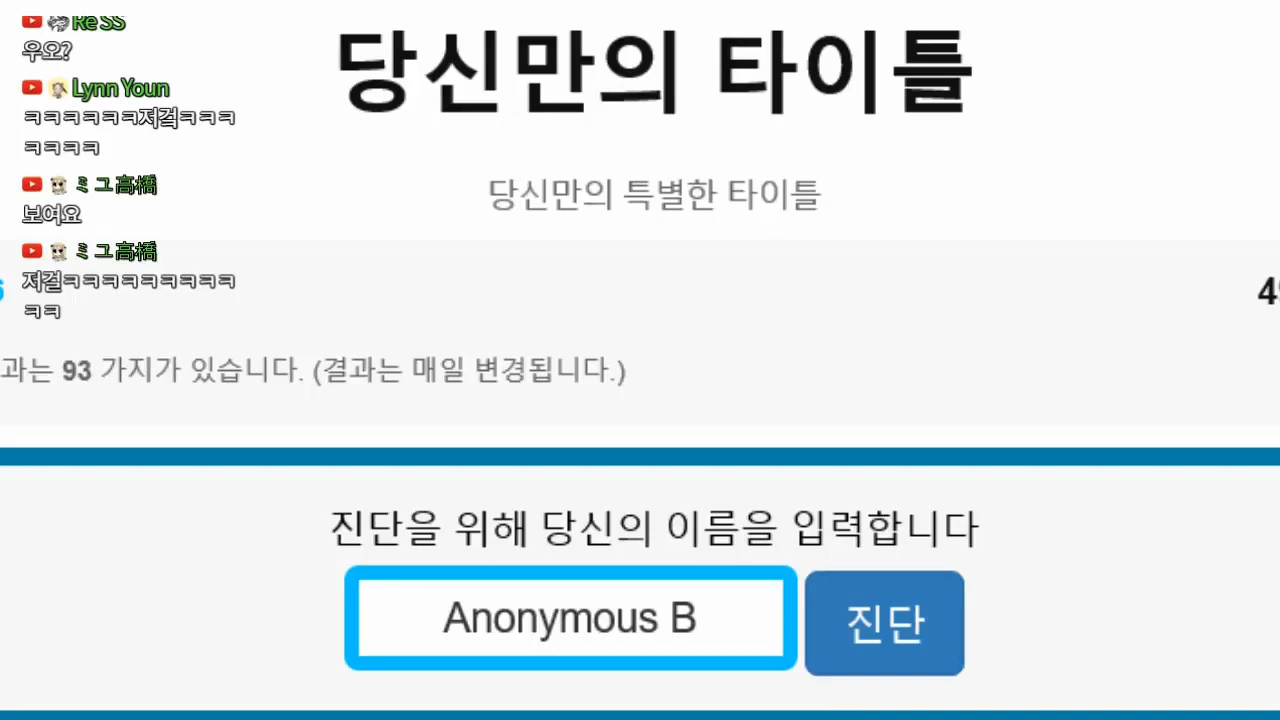 Re SS
우오?
Lynn Youn
ㅋㅋㅋㅋㅋㅋ저걸ㅋㅋㅋ
ㅋㅋㅋㅋ
ミユ高橋
보여요
ミユ高橋
저걸ㅋㅋㅋㅋㅋㅋㅋㅋㅋ
ㅋㅋ
당신만의 타이틀
당신만의 특별한 타이틀
과는 93 가지가 있습니다. (결과는 매일 변경됩니다.)
진단을 위해 당신의 이름을 입력합니다
Anonymous B
진단